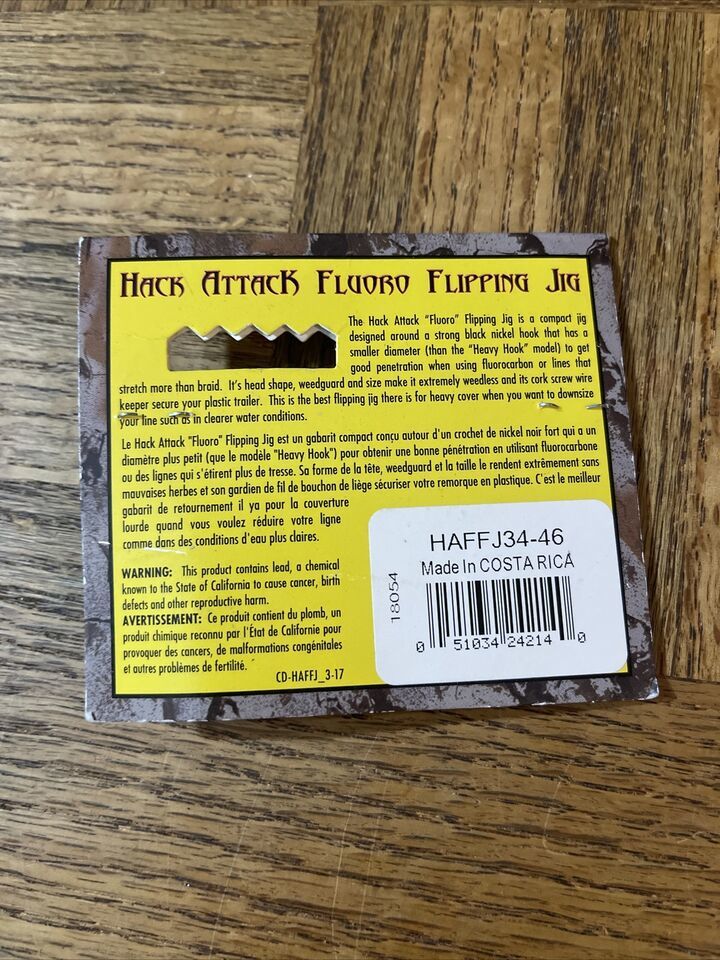 HACK ATTACK FLUORO FLIPPING JIG
The Hack Attack "Fluoro" Flipping Jig is a compact jig
designed around a strong black nickel hook that has a
smaller diameter (than the "Heavy Hook" model) to get
good penetration when using fluorocarbon or lines that
stretch more than braid. It's head shape, weedguard and size make it extremely weedless and its cork screw wire
keeper secure your plastic trailer. This is the best flipping jig there is for heavy cover when you want to downsize
your line such as in clearer water conditions.
Le Hack Attack "Fluoro" Flipping Jig est un gabarit compact conçu autour d'un crochet de nickel noir fort qui a un
diamètre plus petit (que le modèle "Heavy Hook") pour obtenir une bonne pénétration en utilisant fluorocarbone
ou des lignes qui s'étirent plus de tresse. Sa forme de la tête, weedguard et la taille le rendent extrêmement sans
mauvaises herbes et son gardien de fil de bouchon de liège sécuriser votre remorque en plastique. C'est le meilleur
gabarit de retournement il ya pour la couverture
lourde quand vous voulez réduire votre ligne
comme dans des conditions d'eau plus claires.
WARNING: This product contains lead, a chemical
known to the State of California to cause cancer, birth
defects and other reproductive harm.
AVERTISSEMENT: Ce produit contient du plomb, un
produit chimique reconnu par l'État de Californie pour
provoquer des cancers, de malformations congénitales
et autres problèmes de fertilité.
CD-HAFFJ_3-17
HAFFJ34-46
Made In COSTA RICA
18054
0 51034 24214 0